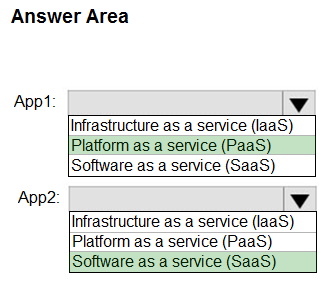 Answer Area
App1:
Infrastructure as a service (IaaS)
Platform as a service (PaaS)
Software as a service (SaaS)
App2:
Infrastructure as a service (IaaS)
Platform as a service (PaaS)
Software as a service (SaaS)